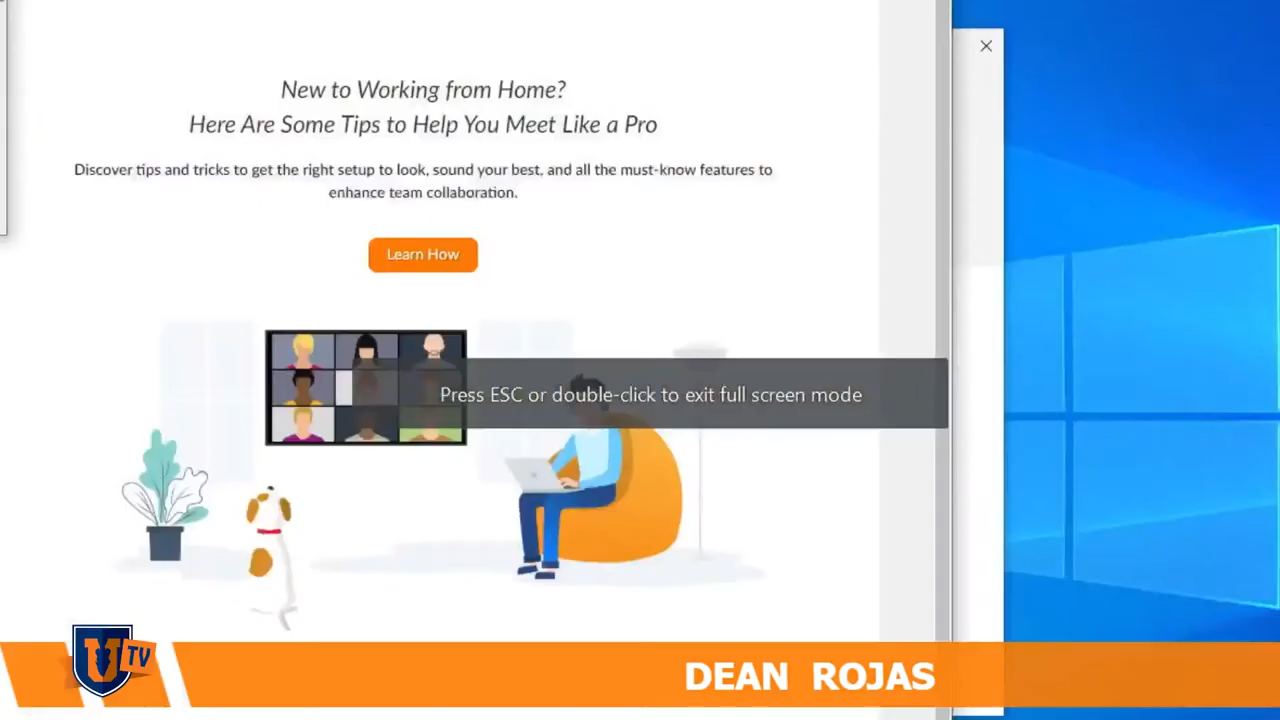 New to Working from Home?
Here Are Some Tips to Help You Meet Like a Pro
Discover tips and tricks to get the right setup to look, sound your best, and all the must-know features to
enhance team collaboration.
Learn How
Press ESC or double-click to exit full screen mode
U TV
DEAN ROJAS